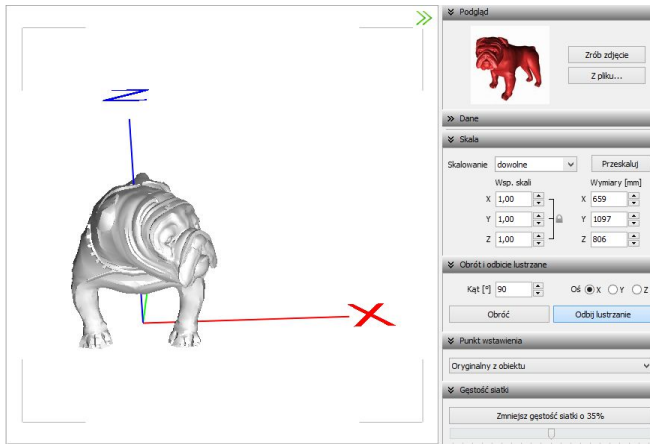 Podgląd
Zrób zdjęcie
Z pliku...
Dane
Skala
Skalowanie dowolne Przeskaluj
Wsp. skali Wymiary [mm]
X 1,00 X 659
Y 1,00 Y 1097
Z 1,00 Z 806
Obrót i odbicie lustrzane
Kąt [°] 90 Oś X Y Z
Obróć Odbij lustrzanie
Punkt wstawienia
Oryginalny z obiektu
Gęstość siatki
Zmniejsz gęstość siatki o 35%
Z
X